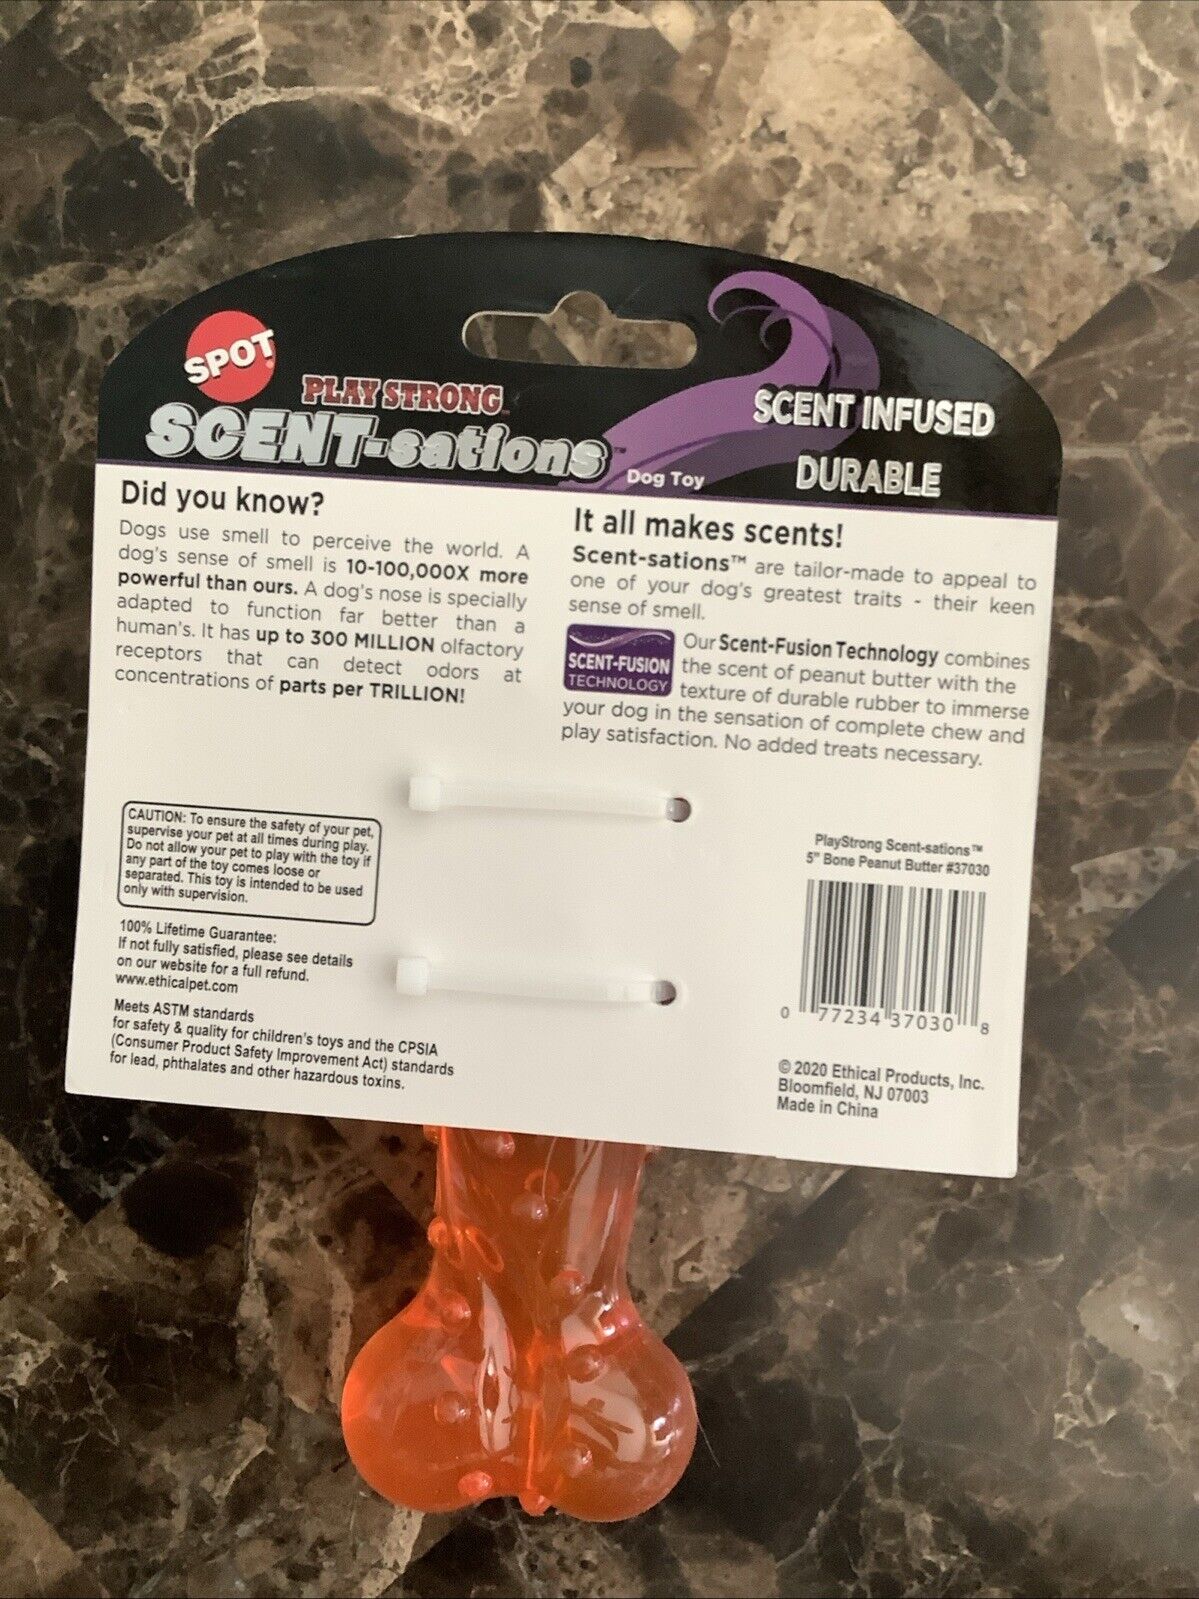 SPOT
PLAY STRONG™
SCENT-sations™
Dog Toy
SCENT INFUSED
DURABLE
Did you know?
Dogs use smell to perceive the world. A
dog's sense of smell is 10-100,000X more
powerful than ours. A dog's nose is specially
adapted to function far better than a
human's. It has up to 300 MILLION olfactory
receptors that can detect odors at
concentrations of parts per TRILLION!
It all makes scents!
Scent-sations™ are tailor-made to appeal to
one of your dog's greatest traits - their keen
sense of smell.
SCENT-FUSION
TECHNOLOGY
Our Scent-Fusion Technology combines
the scent of peanut butter with the
texture of durable rubber to immerse
your dog in the sensation of complete chew and
play satisfaction. No added treats necessary.
CAUTION: To ensure the safety of your pet,
supervise your pet at all times during play.
Do not allow your pet to play with the toy if
any part of the toy comes loose or
separated. This toy is intended to be used
only with supervision.
100% Lifetime Guarantee:
If not fully satisfied, please see details
on our website for a full refund.
www.ethicalpet.com
Meets ASTM standards
for safety & quality for children's toys and the CPSIA
(Consumer Product Safety Improvement Act) standards
for lead, phthalates and other hazardous toxins.
PlayStrong Scent-sations™
5" Bone Peanut Butter #37030
0 77234 37030 8
© 2020 Ethical Products, Inc.
Bloomfield, NJ 07003
Made in China